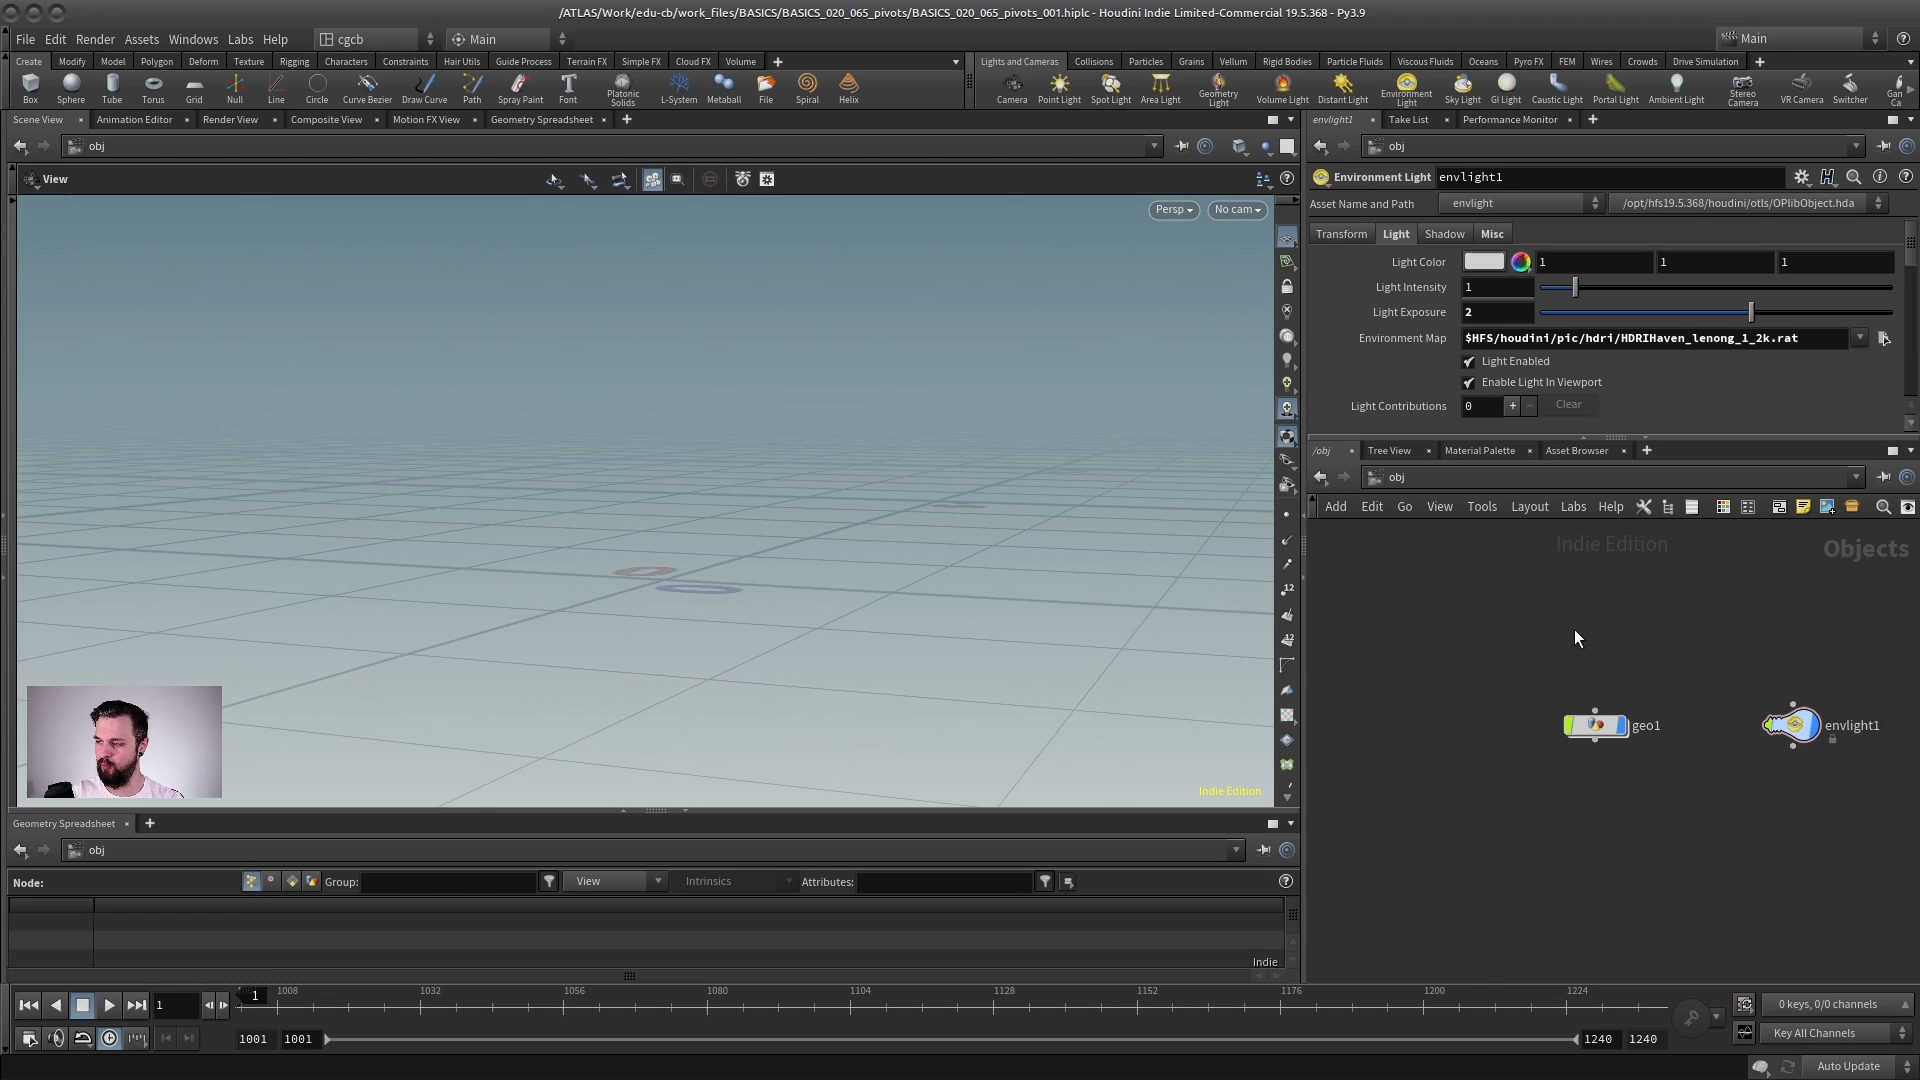 /ATLAS/Work/edu-cb/work_files/BASICS/BASICS_020_065_pivots/BASICS_020_065_pivots_001.hiplc - Houdini Indie Limited-Commercial 19.5.368 - Py3.9
File Edit Render Assets Windows Labs Help cgcb Main Main
Create Modify Model Polygon Deform Texture Rigging Characters Constraints Hair Utils Guide Process Terrain FX Simple FX Cloud FX Volume
Lights and Cameras Collisions Particles Grains Vellum Rigid Bodies Particle Fluids Viscous Fluids Oceans Pyro FX FEM Wires Crowds Drive Simulation
Box Sphere Tube Torus Grid Null Line Circle Curve Bezier Draw Curve Path Spray Paint Font Platonic Solids L-System Metaball File Spiral Helix
Camera Point Light Spot Light Area Light Geometry Light Volume Light Distant Light Environment Light Sky Light GI Light Caustic Light Portal Light Ambient Light Stereo Camera VR Camera Switcher Gan Ca
Scene View Animation Editor Render View Composite View Motion FX View Geometry Spreadsheet
envlight1 Take List Performance Monitor
obj
obj
View
Persp No cam
Environment Light envlight1
Asset Name and Path envlight /opt/hfs19.5.368/houdini/otls/OPlibObject.hda
Transform Light Shadow Misc
Light Color 1 1 1
Light Intensity 1
Light Exposure 2
Environment Map $HFS/houdini/pic/hdri/HDRIHaven_lenong_1_2k.rat
Light Enabled
Enable Light In Viewport
Light Contributions 0 Clear
/obj Tree View Material Palette Asset Browser
obj
Add Edit Go View Tools Layout Labs Help
Indie Edition Objects
geo1 envlight1
12
12
Indie Edition
Geometry Spreadsheet
obj
Node: Group: View Intrinsics Attributes:
Indie
1 1 1008 1032 1056 1080 1104 1128 1152 1176 1200 1224
0 keys, 0/0 channels
1001 1001 1240 1240 Key All Channels
Auto Update